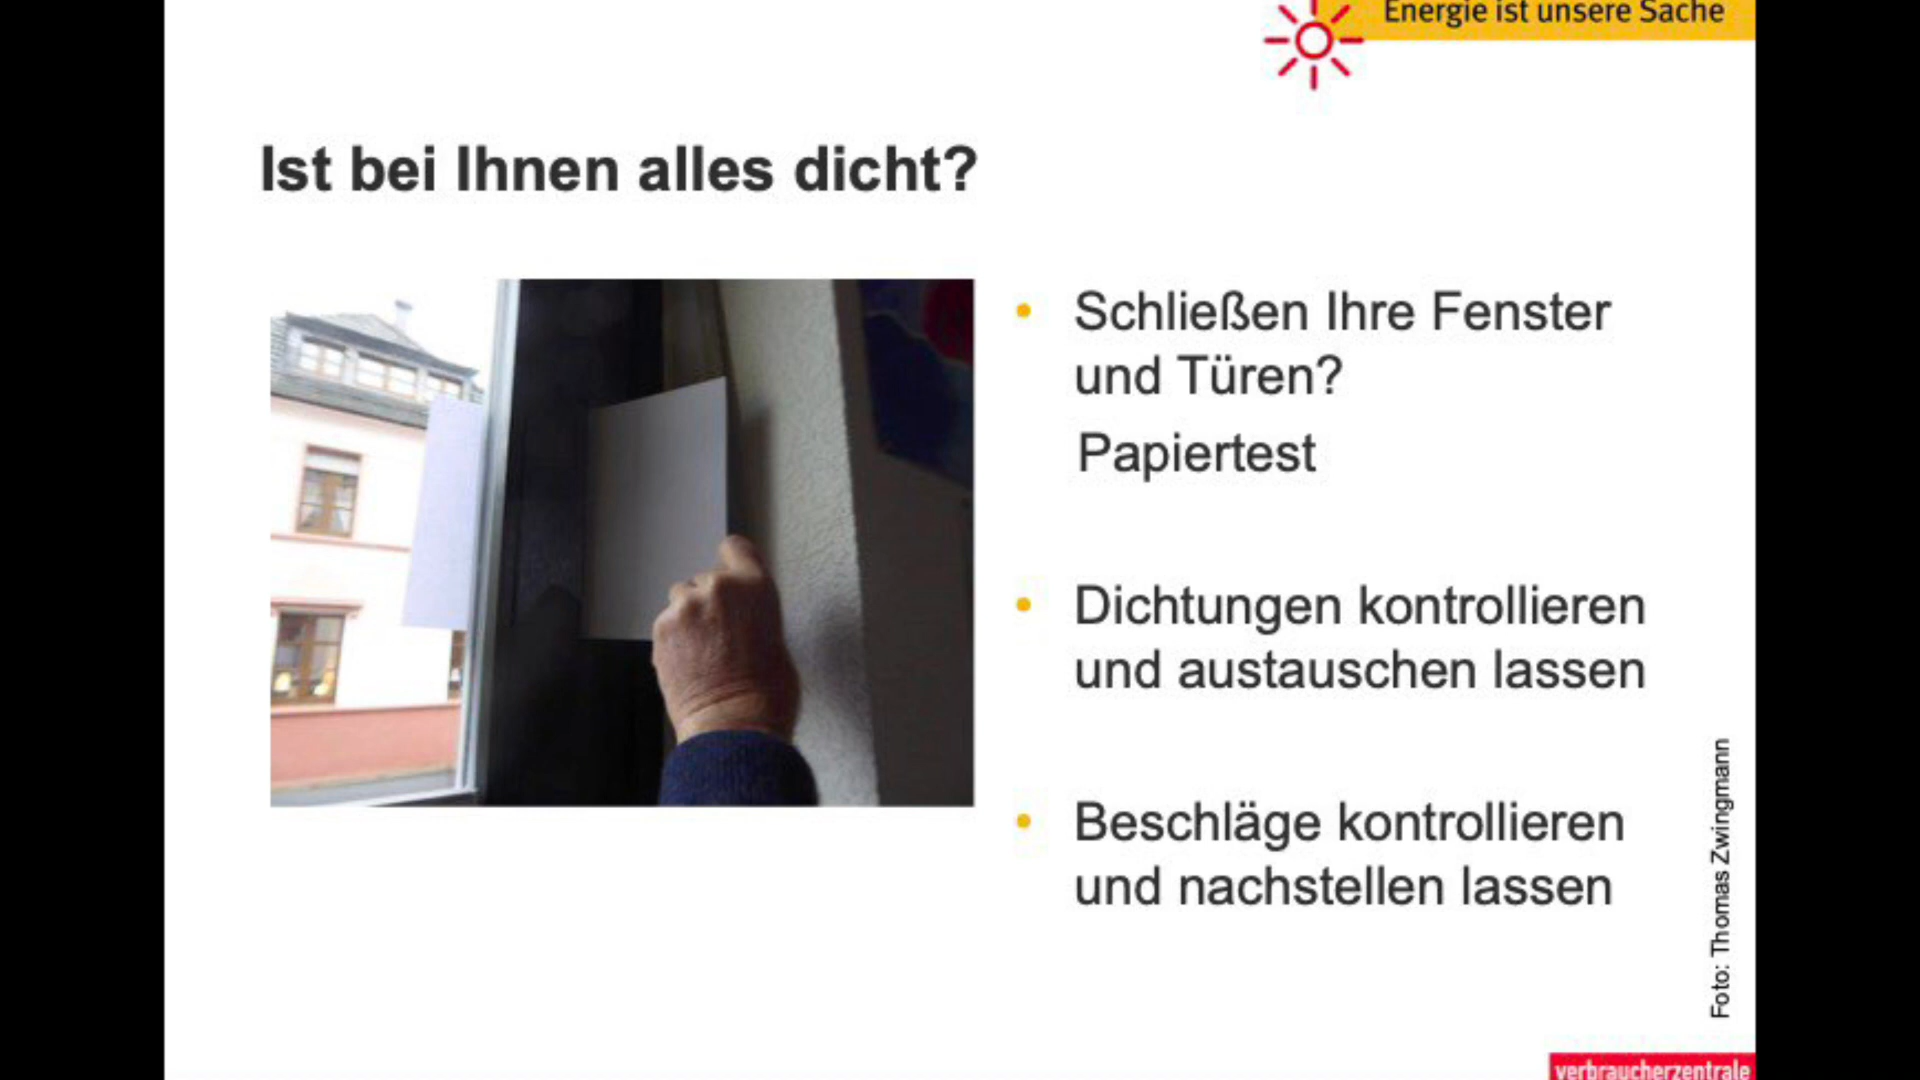 Energie ist unsere Sache
Ist bei Ihnen alles dicht?
• Schließen Ihre Fenster
und Türen?
Papiertest
• Dichtungen kontrollieren
und austauschen lassen
• Beschläge kontrollieren
und nachstellen lassen
Foto: Thomas Zwingmann
verbraucherzentrale